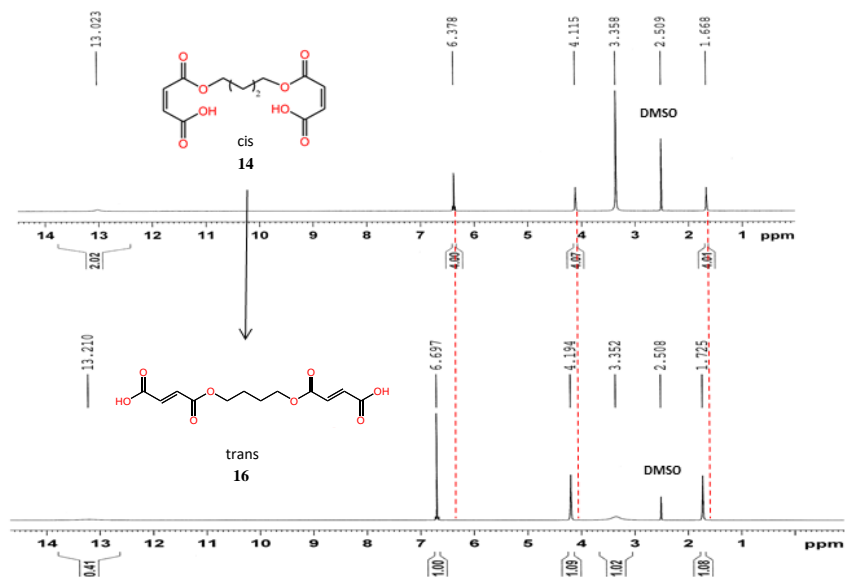 13.023
6.378
4.115
3.358
2.509
1.668
O
O
( )
2
O
O
OH
HO
O
O
DMSO
cis
14
14 13 12 11 10 9 8 7 6 5 4 3 2 1 ppm
2.02
4.00
4.07
4.01
13.210
6.697
4.194
3.352
2.508
1.725
O
HO
O
O
O
O
OH
O
O
DMSO
trans
16
14 13 12 11 10 9 8 7 6 5 4 3 2 1 ppm
0.41
1.00
1.09
1.02
1.08